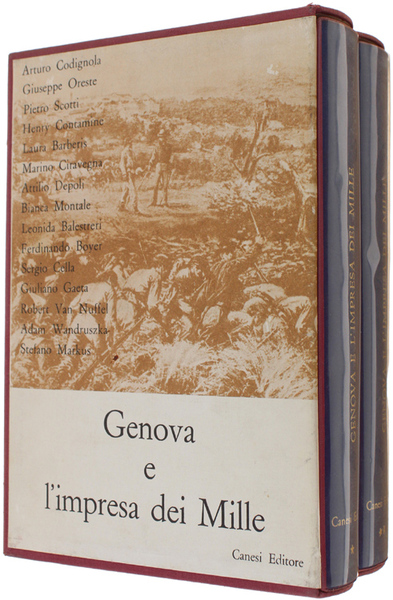 Arturo Codignola
Giuseppe Oreste
Pietro Scotti
Henry Contamine
Laura Barberis
Marino Ciravegna
Attilio Depoli
Bianca Montale
Leonida Balestreri
Ferdinando Boyer
Sergio Cella
Giuliano Gaeta
Robert Van Nuffel
Adam Wandruszka
Stefano Markus
Genova
e
l'impresa dei Mille
Canesi Editore
GENOVA E L'IMPRESA DEI MILLE
Canesi
Canes